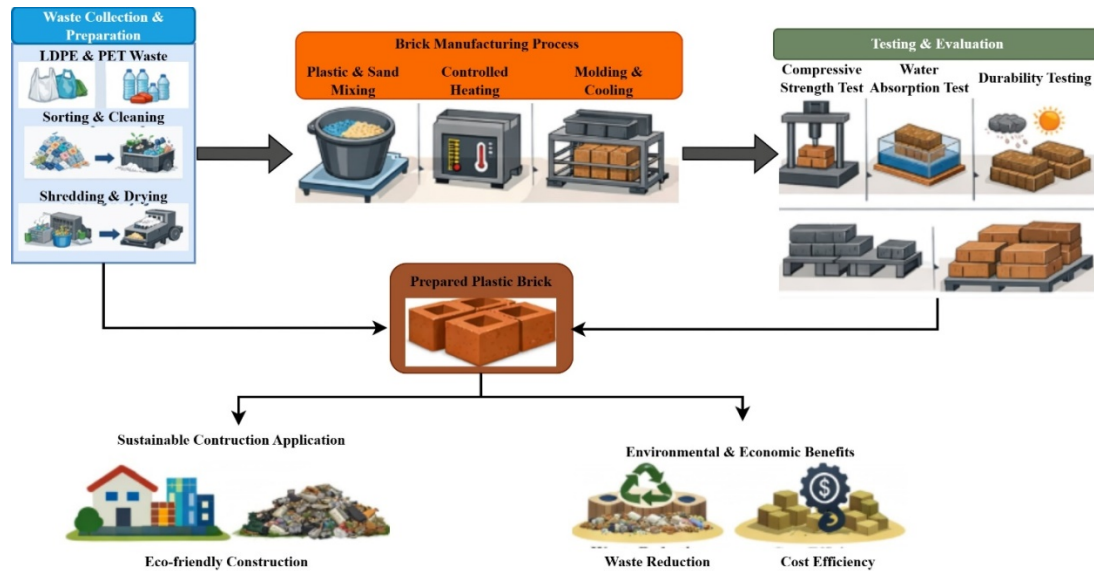 Waste Collection &
Preparation
LDPE & PET Waste
Sorting & Cleaning
Shredding & Drying
Brick Manufacturing Process
Plastic & Sand
Mixing
Controlled
Heating
Molding &
Cooling
Testing & Evaluation
Compressive
Strength Test
Water
Absorption Test
Durability Testing
Prepared Plastic Brick
Sustainable Contruction Application
Eco-friendly Construction
Environmental & Economic Benefits
$
Waste Reduction
Cost Efficiency